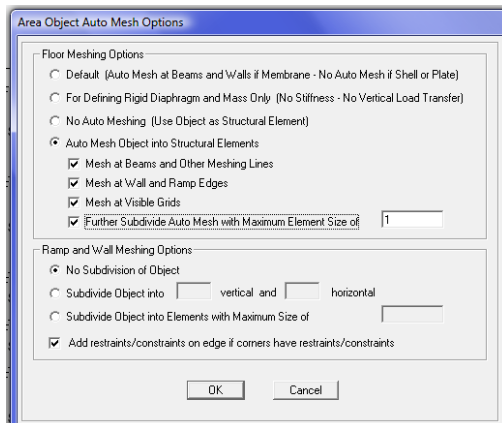 Area Object Auto Mesh Options
Floor Meshing Options
Default (Auto Mesh at Beams and Walls if Membrane - No Auto Mesh if Shell or Plate)
For Defining Rigid Diaphragm and Mass Only (No Stiffness - No Vertical Load Transfer)
No Auto Meshing (Use Object as Structural Element)
Auto Mesh Object into Structural Elements
Mesh at Beams and Other Meshing Lines
Mesh at Wall and Ramp Edges
Mesh at Visible Grids
Further Subdivide Auto Mesh with Maximum Element Size of 1
Ramp and Wall Meshing Options
No Subdivision of Object
Subdivide Object into vertical and horizontal
Subdivide Object into Elements with Maximum Size of
Add restraints/constraints on edge if corners have restraints/constraints
OK Cancel